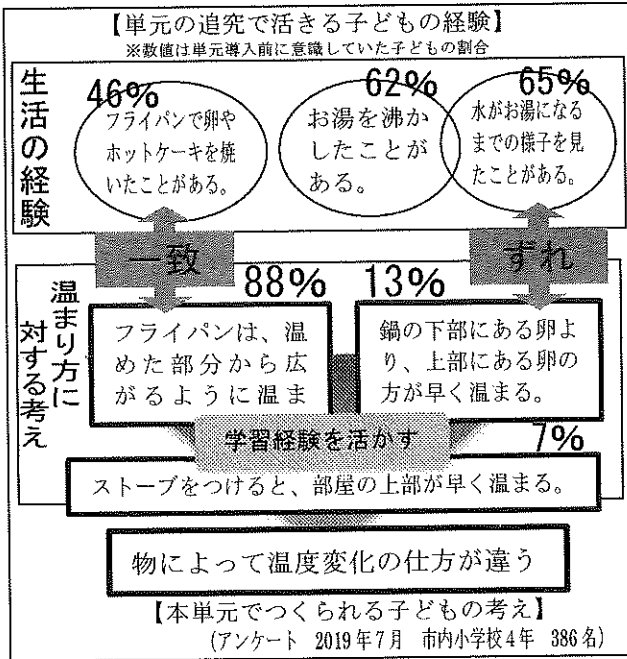 【単元の追究で活きる子どもの経験】
※数値は単元導入前に意識していた子どもの割合
生活の経験
46%
フライパンで卵や
ホットケーキを焼
いたことがある。
62%
お湯を沸か
したことが
ある。
65%
水がお湯になる
までの様子を見
たことがある。
一致
ずれ
温まり方に
対する考え
88%
フライパンは、温
めた部分から広
がるように温ま
13%
鍋の下部にある卵よ
り、上部にある卵の
方が早く温まる。
学習経験を活かす
7%
ストーブをつけると、部屋の上部が早く温まる。
物によって温度変化の仕方が違う
【本単元でつくられる子どもの考え】
(アンケート 2019年7月 市内小学校4年 386名)